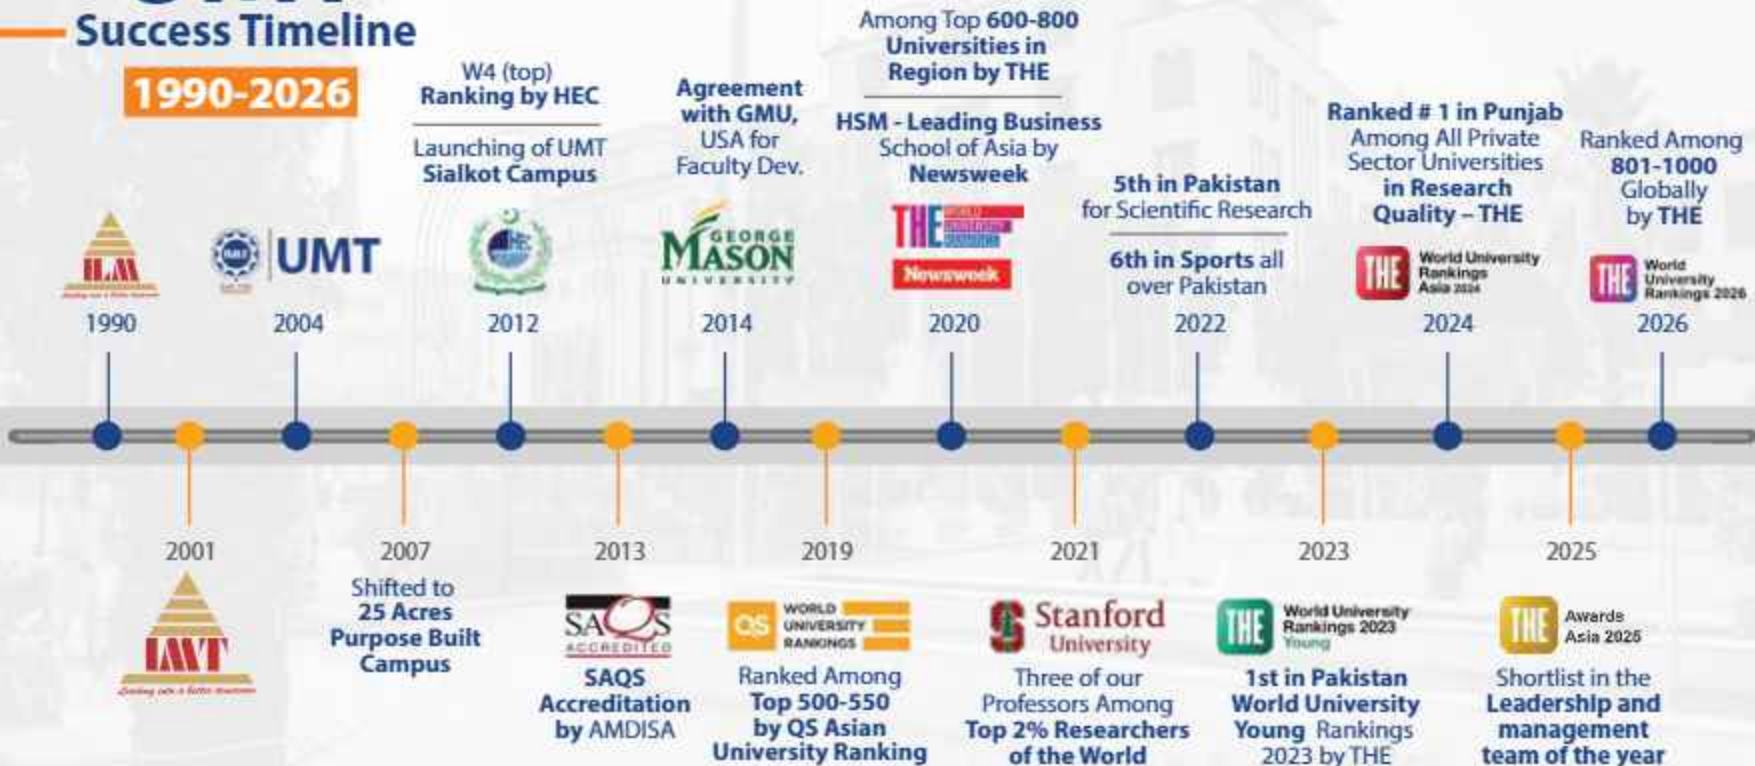 Success Timeline
1990-2026
ILM
1990
UMT
2004
W4 (top)
Ranking by HEC
Launching of UMT
Sialkot Campus
2012
Agreement
with GMU,
USA for
Faculty Dev.
GEORGE
MASON
UNIVERSITY
2014
Among Top 600-800
Universities in
Region by THE
HSM - Leading Business
School of Asia by
Newsweek
THE WORLD
UNIVERSITY
RANKINGS
Newsweek
2020
5th in Pakistan
for Scientific Research
6th in Sports all
over Pakistan
2022
Ranked # 1 in Punjab
Among All Private
Sector Universities
in Research
Quality – THE
THE World University
Rankings
Asia 2024
2024
Ranked Among
801-1000
Globally
by THE
THE World
University
Rankings 2026
2026
2001
IMT
Leading into a better tomorrow
2007
Shifted to
25 Acres
Purpose Built
Campus
2013
SAQS
ACCREDITED
SAQS
Accreditation
by AMDISA
2019
QS WORLD
UNIVERSITY
RANKINGS
Ranked Among
Top 500-550
by QS Asian
University Ranking
2021
Stanford
University
Three of our
Professors Among
Top 2% Researchers
of the World
2023
THE World University
Rankings 2023
Young
1st in Pakistan
World University
Young Rankings
2023 by THE
2025
THE Awards
Asia 2025
Shortlist in the
Leadership and
management
team of the year